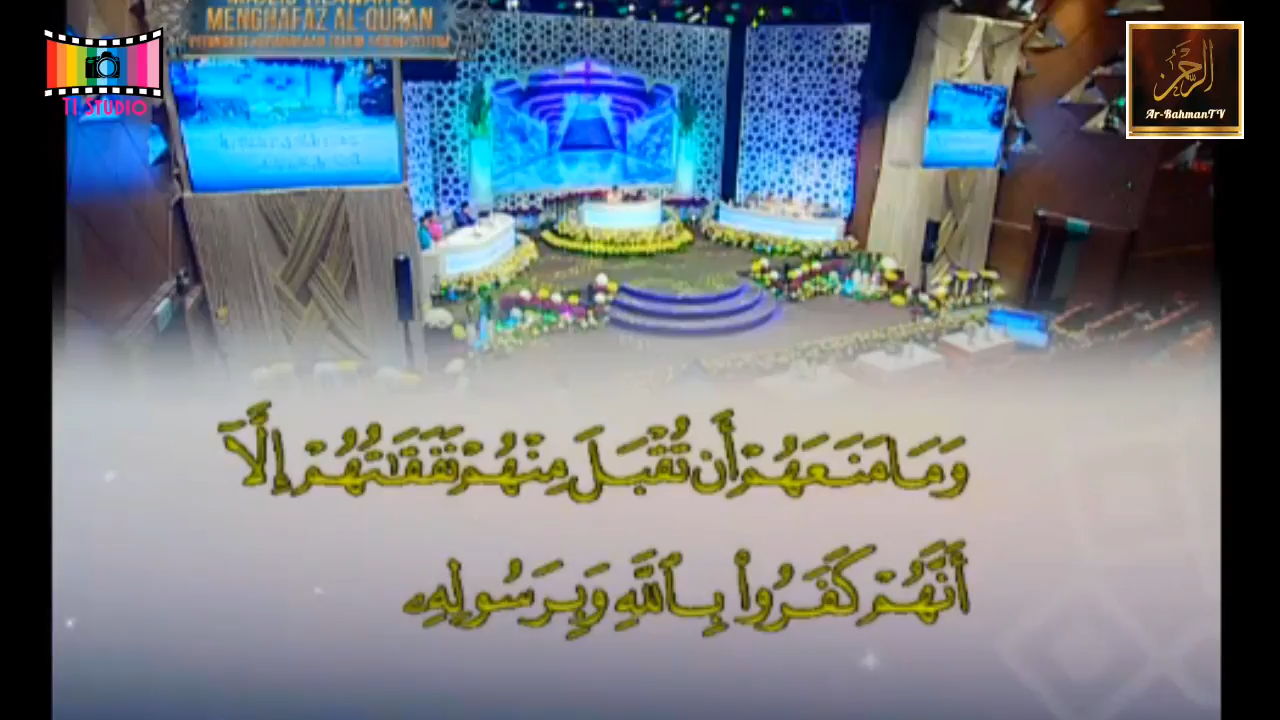 MENGHAFAZ AL-QURAN
TI STUDIO
الرحمن
Ar-RahmanTV
وَمَا مَنَعَهُمْ أَن تُقْبَلَ مِنْهُمْ نَفَقَٰتُهُمْ إِلَّآ
أَنَّهُمْ كَفَرُوا۟ بِٱللَّهِ وَبِرَسُولِهِۦ